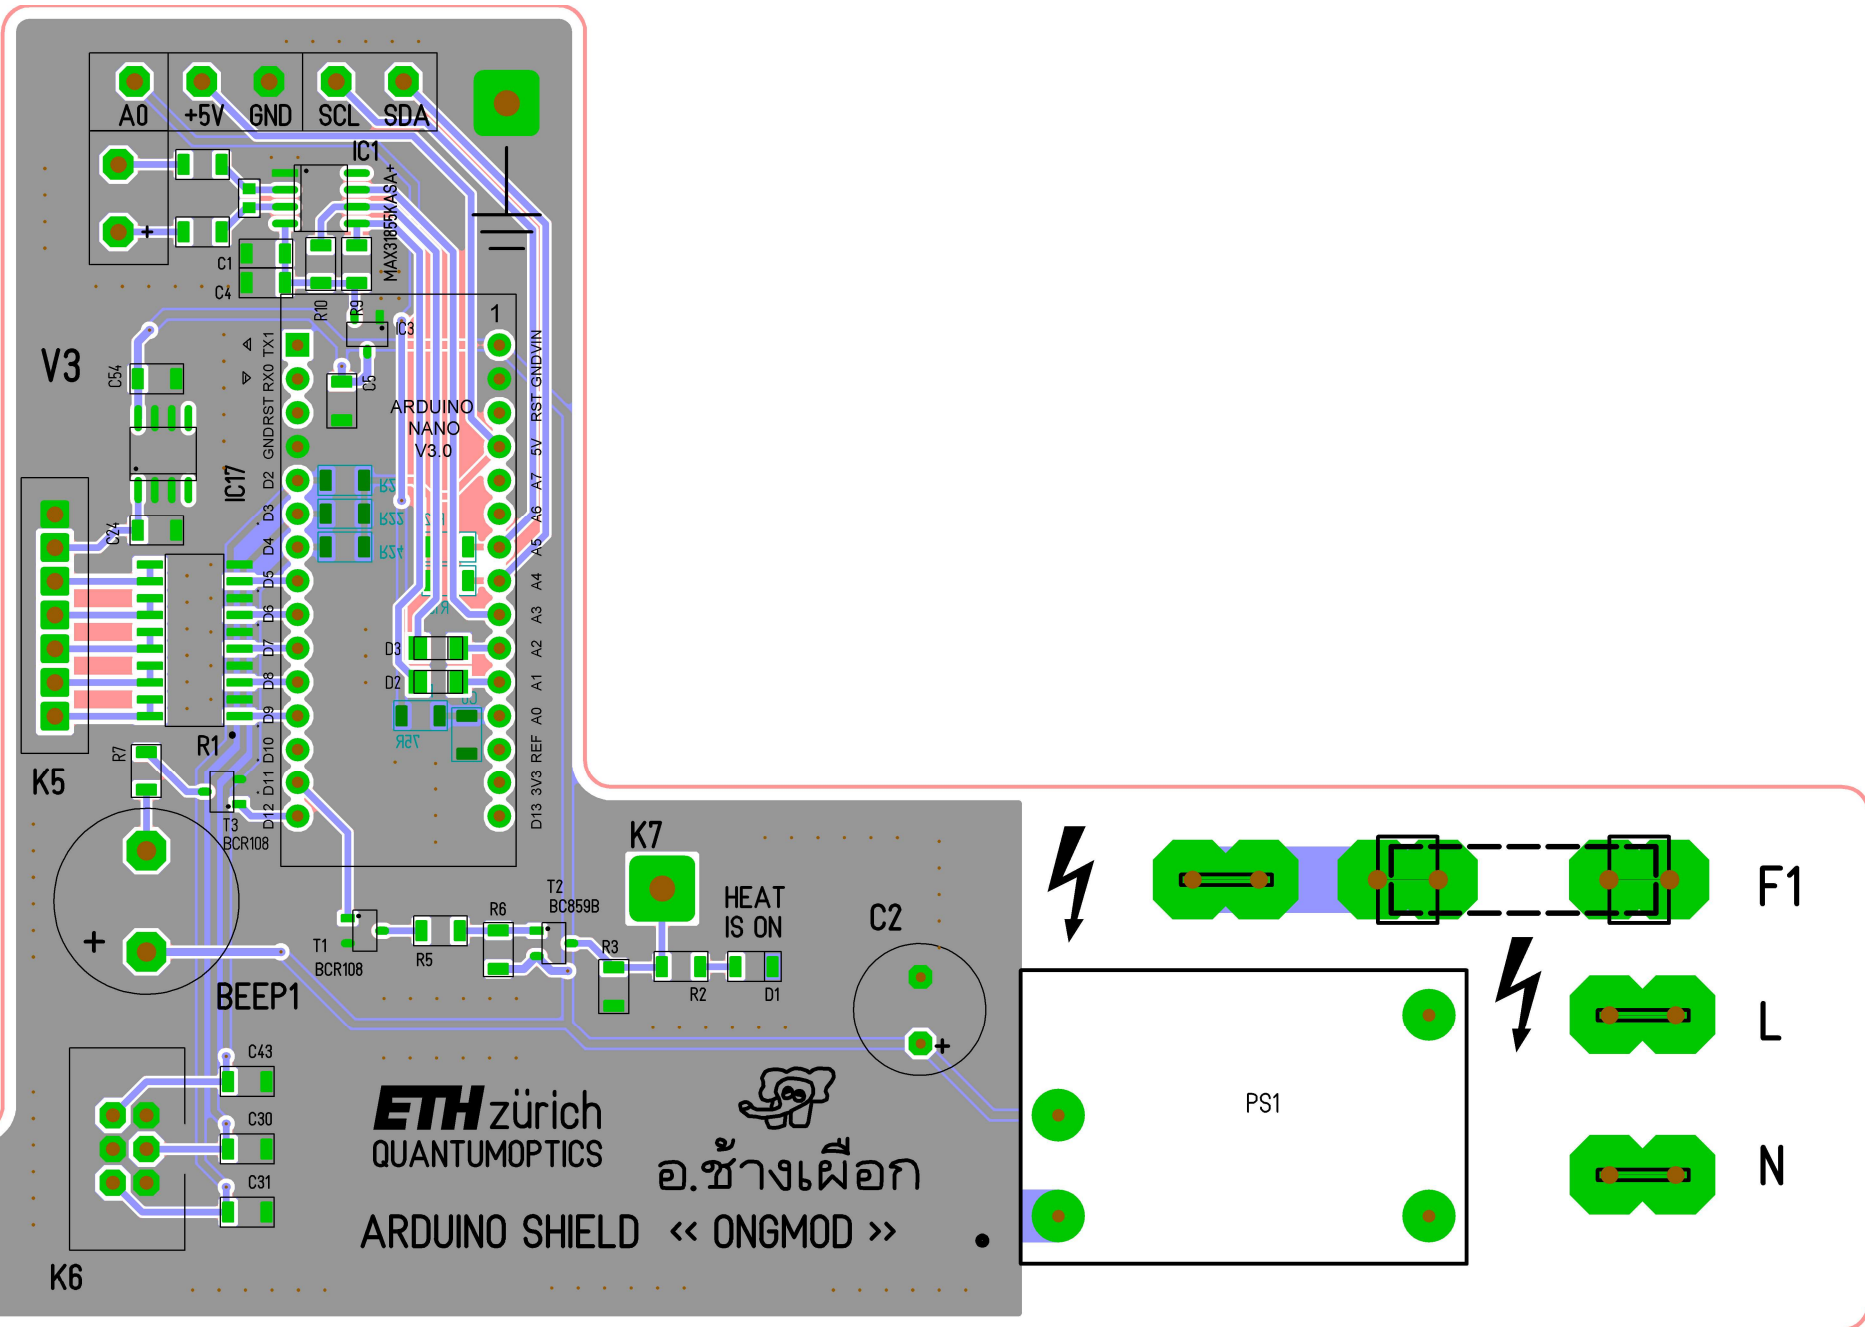 A0 +5V GND SCL SDA
IC1
MAX31855KASA+
+
C1
C4
R10
R9
IC3
1
V3
C54
C5
TX1
RX0
RST
GND
D2
D3
D4
D5
D6
D7
D8
D9
D10
D11
D12
VIN
GND
RST
5V
A7
A6
A5
A4
A3
A2
A1
A0
REF
3V3
D13
ARDUINO
NANO
V3.0
IC17
C24
R22
R24
D3
D2
75R
R1
K5
R7
T3
BCR108
+
BEEP1
K7
HEAT
IS ON
T2
BC859B
R6
T1
BCR108
R5
R3
R2
D1
C2
+
F1
L
N
PS1
C43
C30
C31
K6
ETH zürich
QUANTUMOPTICS
อ.ช้างเผือก
ARDUINO SHIELD << ONGMOD >>